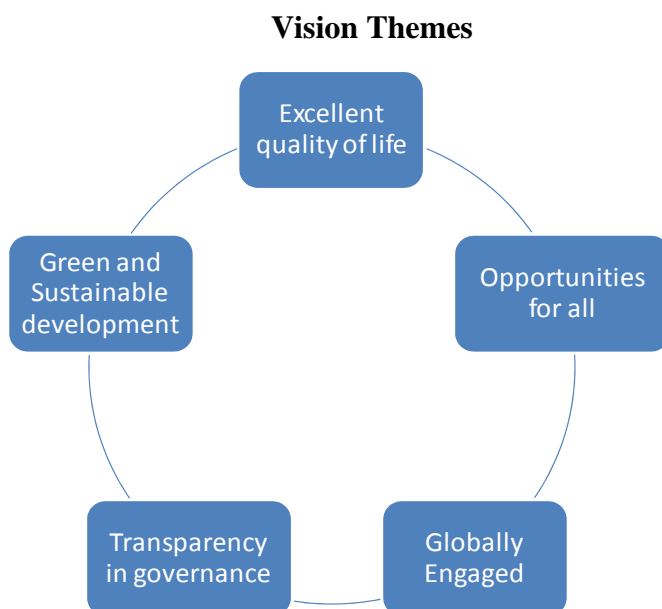 Vision Themes
Excellent
quality of life
Opportunities
for all
Globally
Engaged
Transparency
in governance
Green and
Sustainable
development